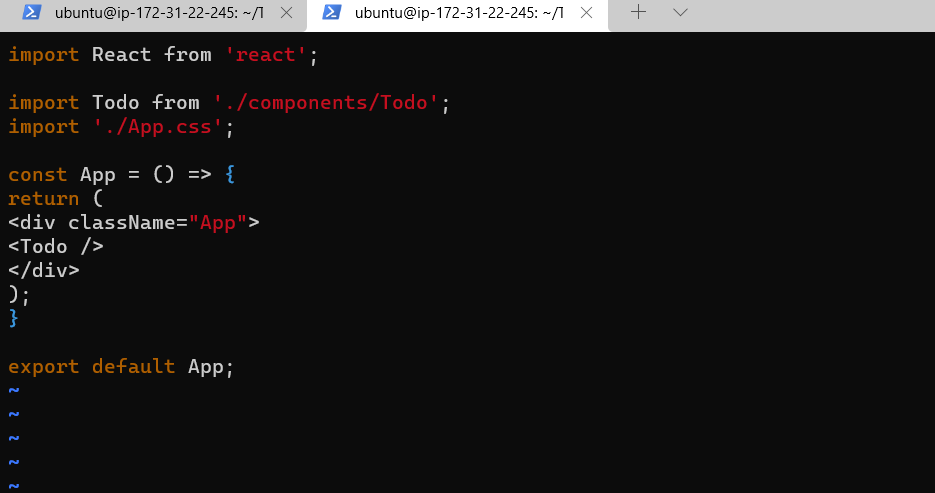 ubuntu@ip-172-31-22-245: ~/T
ubuntu@ip-172-31-22-245: ~/T
import React from 'react';
import Todo from './components/Todo';
import './App.css';
const App = () => {
return (
<div className="App">
<Todo />
</div>
);
}
export default App;
~
~
~
~
~